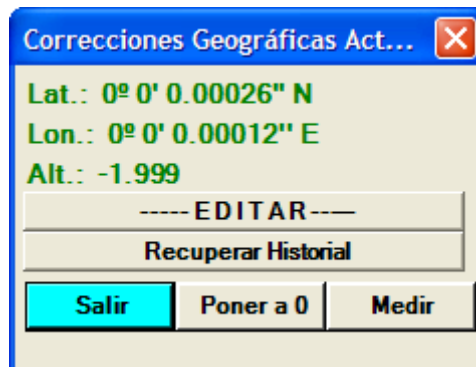 Correcciones Geográficas Act...
Lat.: 0º 0' 0.00026" N
Lon.: 0º 0' 0.00012'' E
Alt.: -1.999
-----EDITAR-----
Recuperar Historial
Salir Poner a 0 Medir